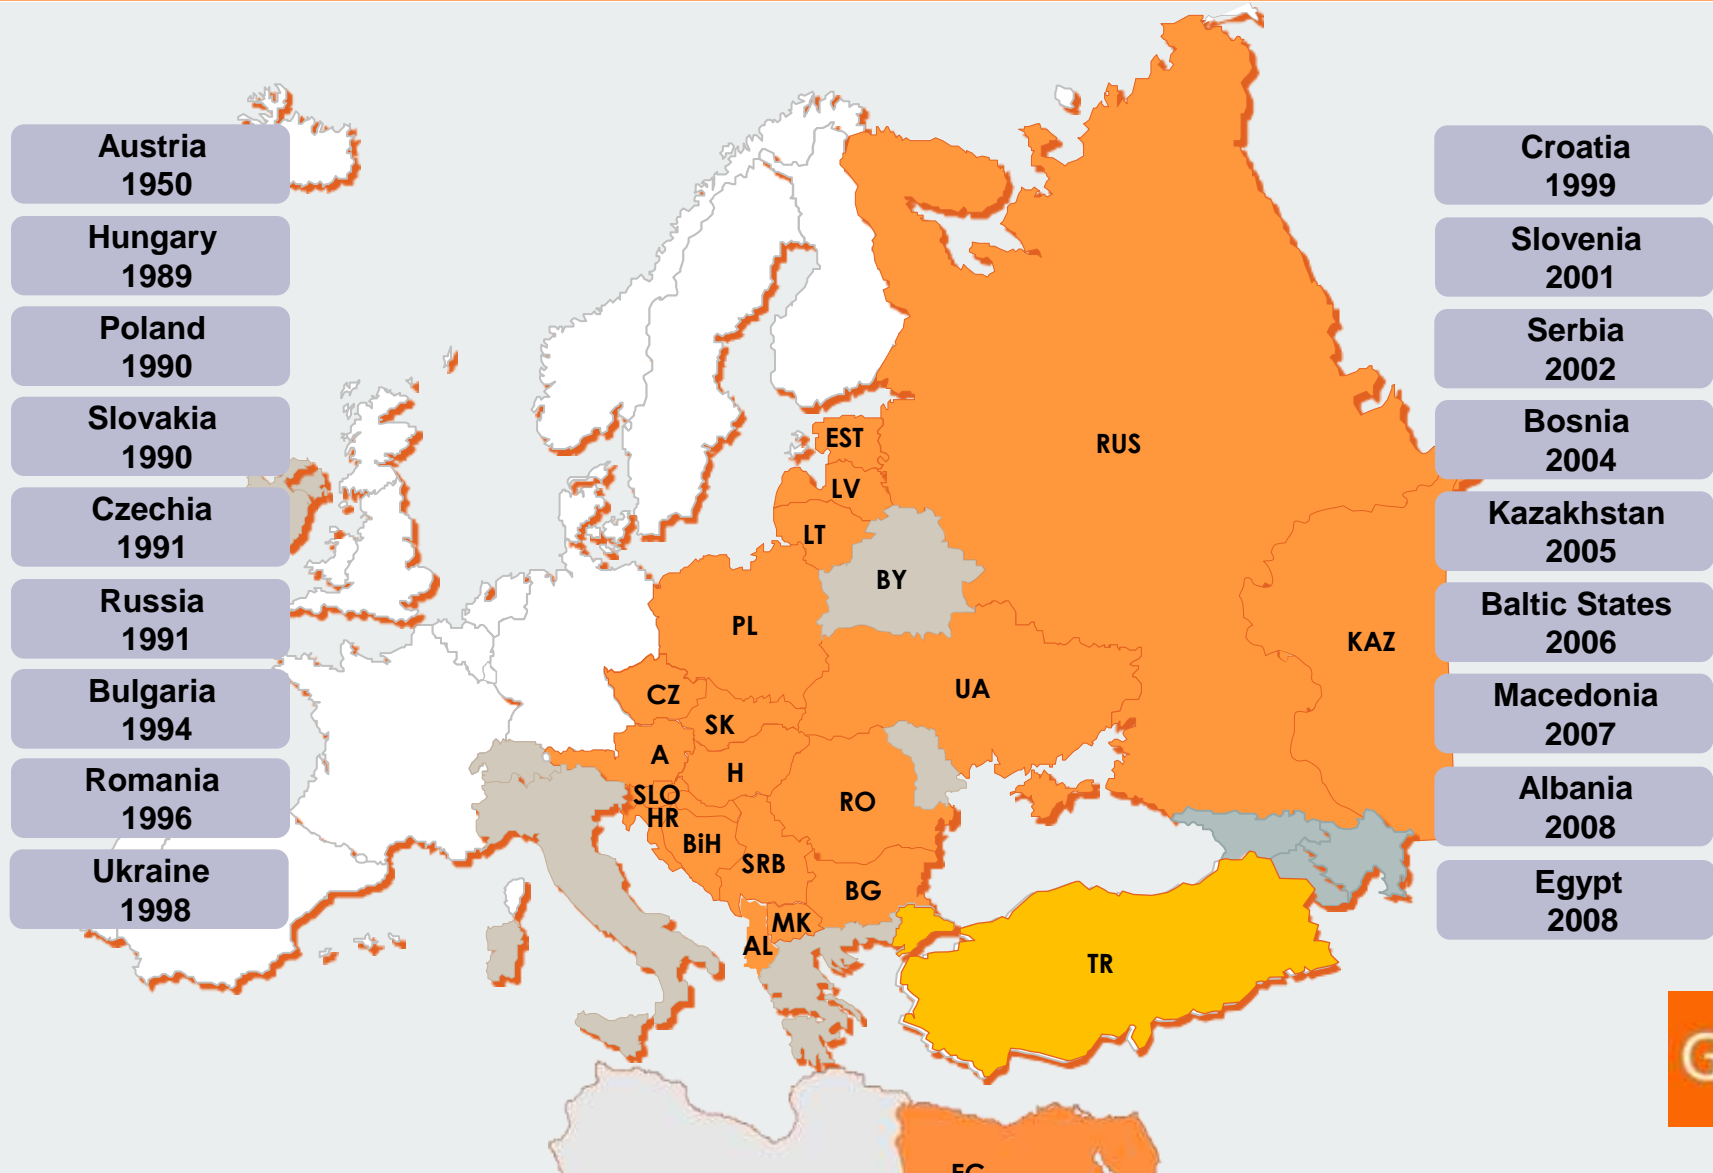 Austria
1950
Hungary
1989
Poland
1990
Slovakia
1990
Czechia
1991
Russia
1991
Bulgaria
1994
Romania
1996
Ukraine
1998
EST
RUS
LV
LT
BY
PL
KAZ
CZ
UA
SK
A
H
SLO
RO
HR
BiH
SRB
BG
MK
AL
TR
Croatia
1999
Slovenia
2001
Serbia
2002
Bosnia
2004
Kazakhstan
2005
Baltic States
2006
Macedonia
2007
Albania
2008
Egypt
2008
G